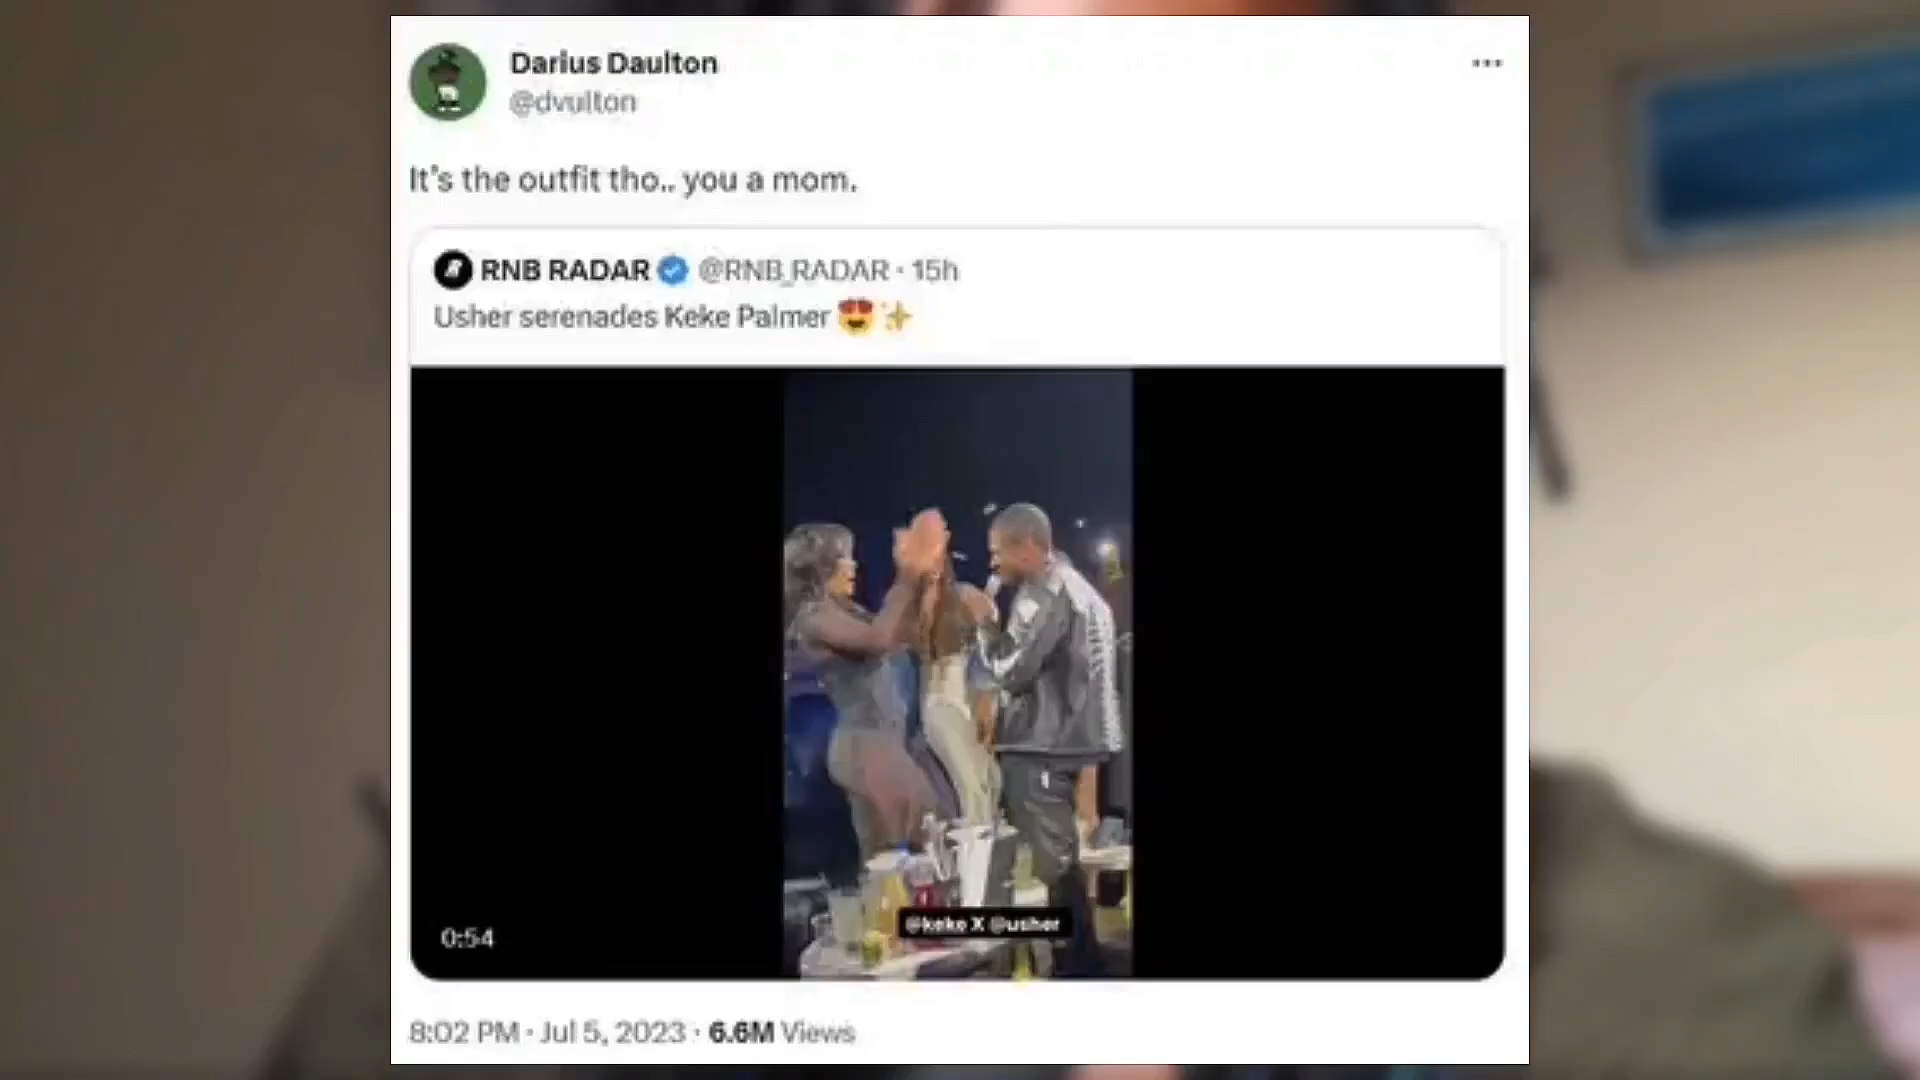 Darius Daulton
@dvulton
It's the outfit tho.. you a mom.
RNB RADAR @RNB_RADAR · 15h
Usher serenades Keke Palmer 😍✨
@keke X @usher
0:54
8:02 PM · Jul 5, 2023 · 6.6M Views